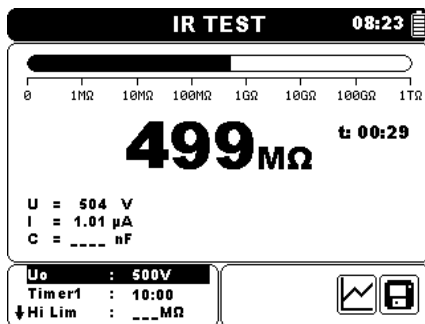 IR TEST 08:23
0 1MΩ 10MΩ 100MΩ 1GΩ 10GΩ 100GΩ 1TΩ
499MΩ t: 00:29
U = 504 V
I = 1.01 µA
C = ____ nF
Uo : 500V
Timer1 : 10:00
Hi Lim : ___MΩ